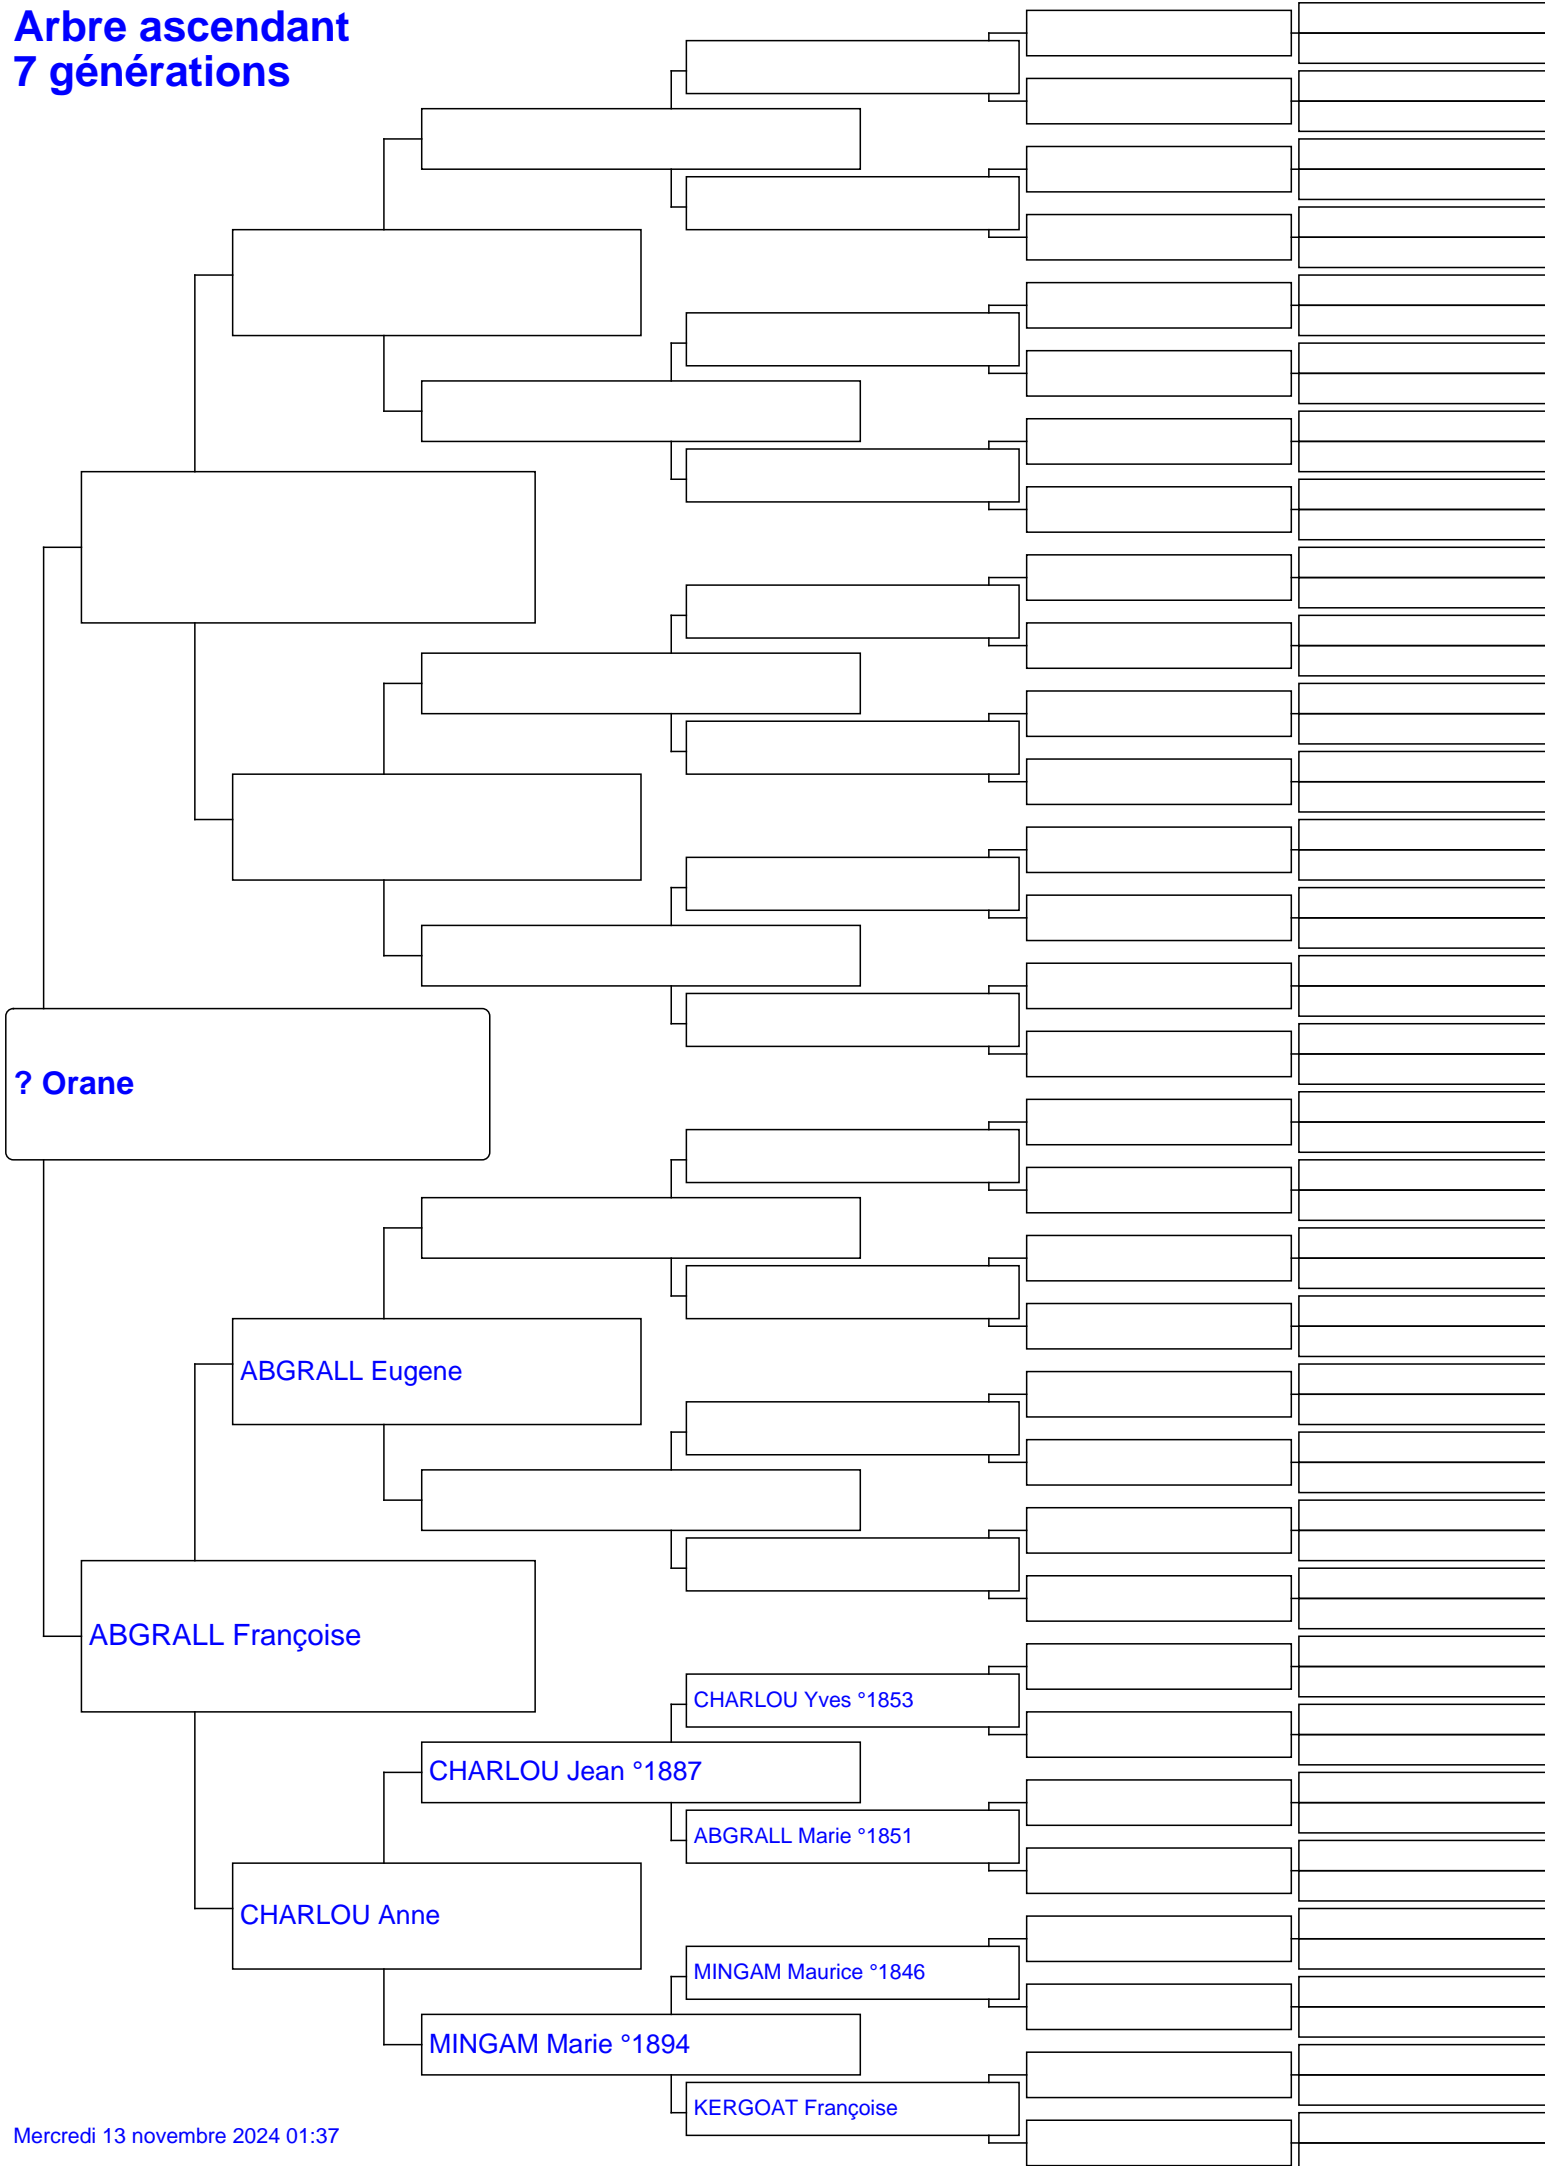 Arbre ascendant
7 générations
? Orane
ABGRALL Eugene
ABGRALL Françoise
CHARLOU Yves °1853
CHARLOU Jean °1887
ABGRALL Marie °1851
CHARLOU Anne
MINGAM Maurice °1846
MINGAM Marie °1894
KERGOAT Françoise
Mercredi 13 novembre 2024 01:37